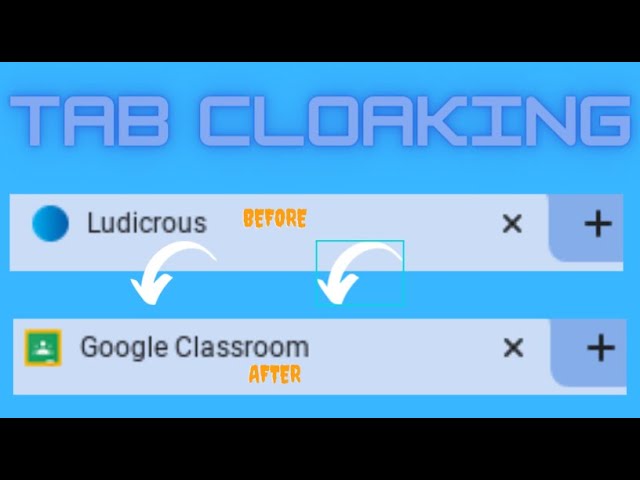 TAB CLOAKING
Ludicrous BEFORE × +
Google Classroom × +
AFTER